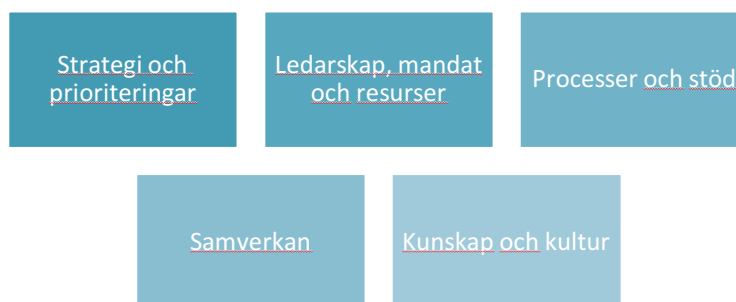 Strategi och
prioriteringar
Ledarskap, mandat
och resurser
Processer och stöd
Samverkan
Kunskap och kultur